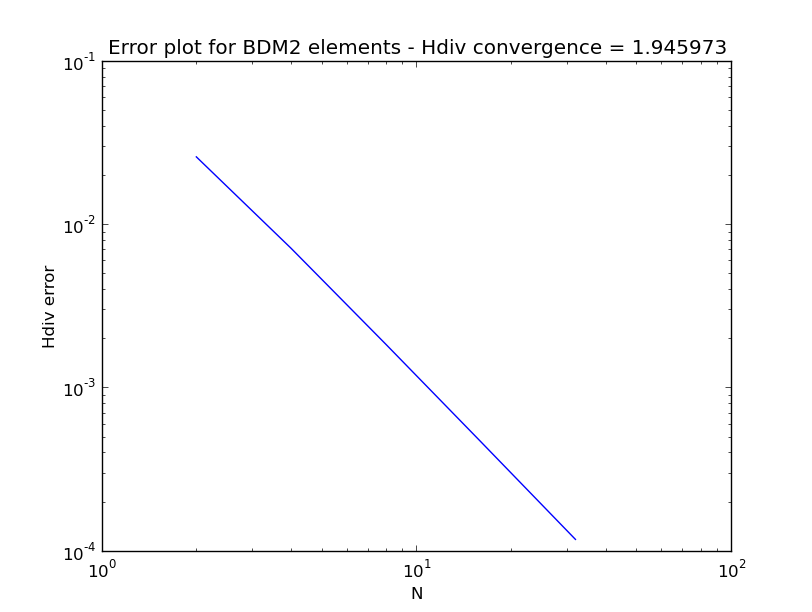 Error plot for BDM2 elements - Hdiv convergence = 1.945973
10^-1
10^-2
10^-3
10^-4
Hdiv error
10^0
10^1
10^2
N